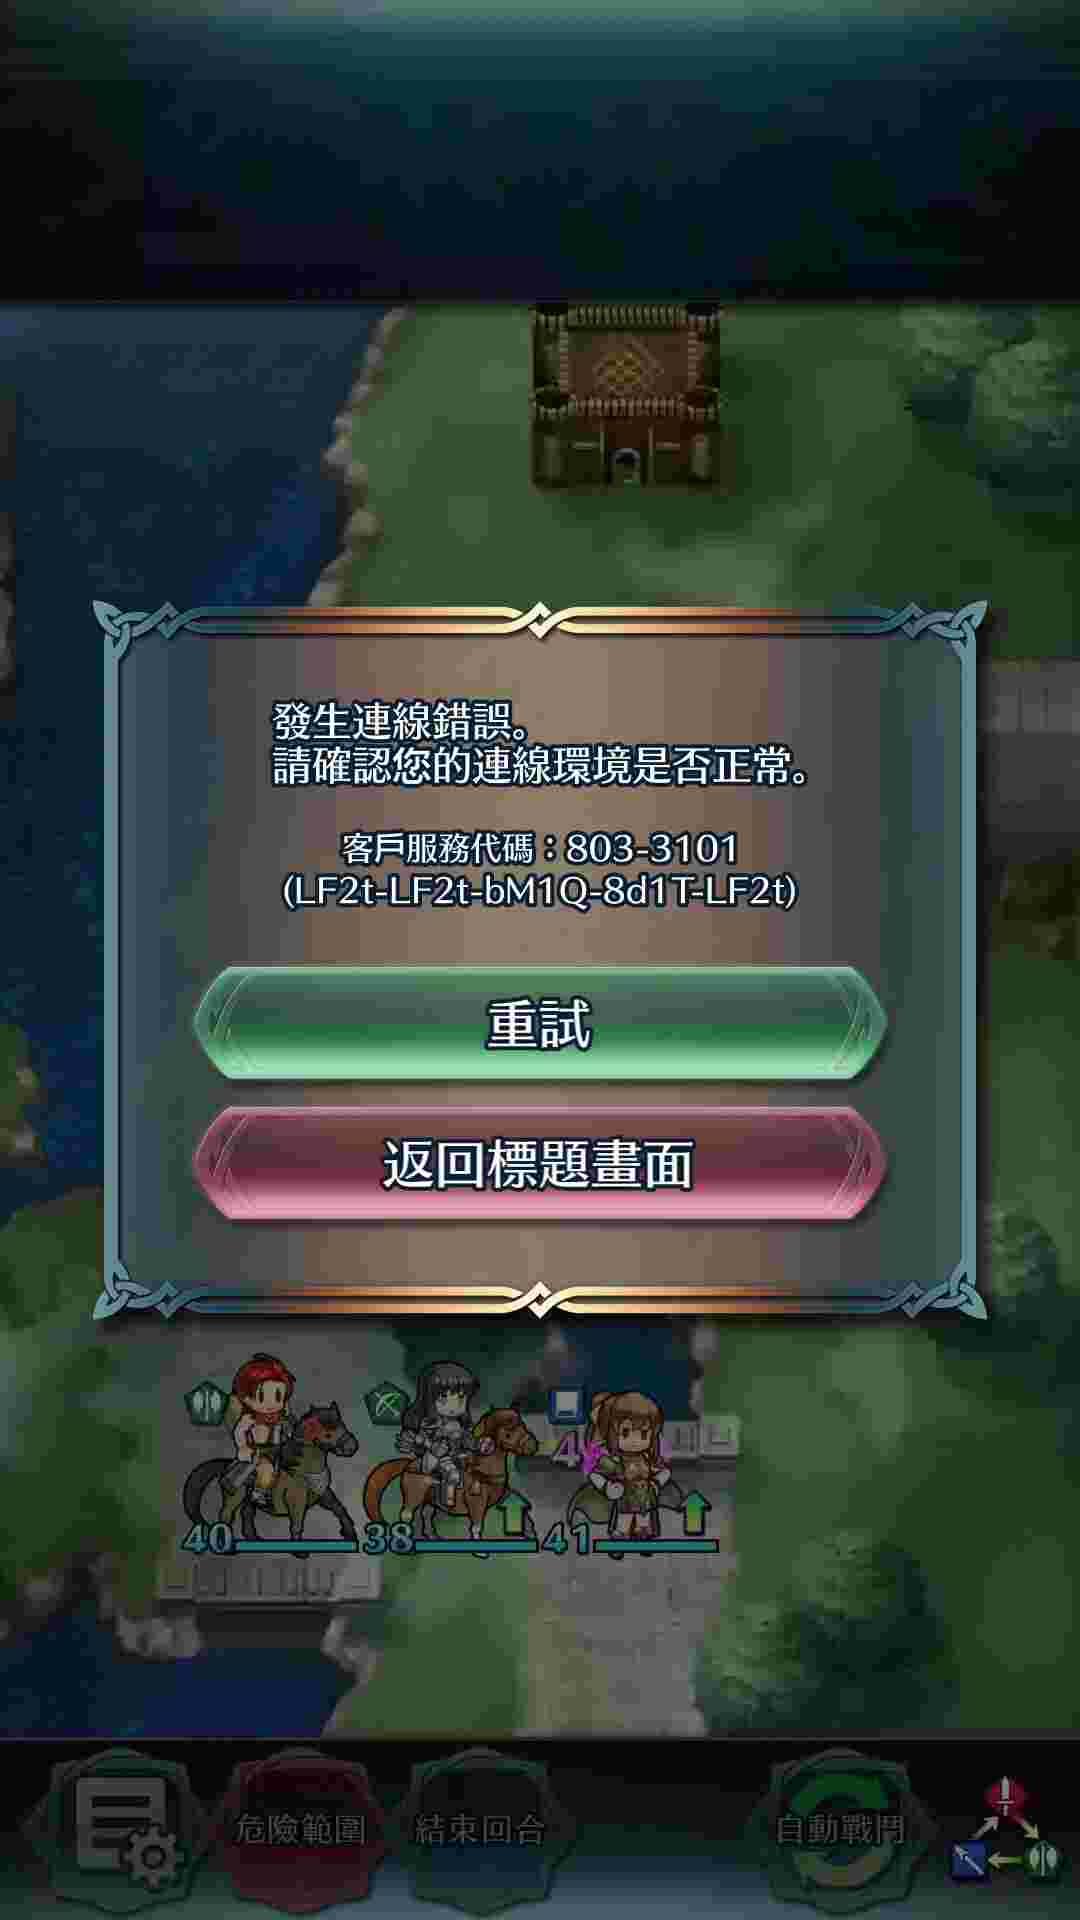 發生連線錯誤。
請確認您的連線環境是否正常。
客戶服務代碼：803-3101
(LF2t-LF2t-bM1Q-8d1T-LF2t)
重試
返回標題畫面
4
40
38
41
危險範圍
結束回合
自動戰鬥